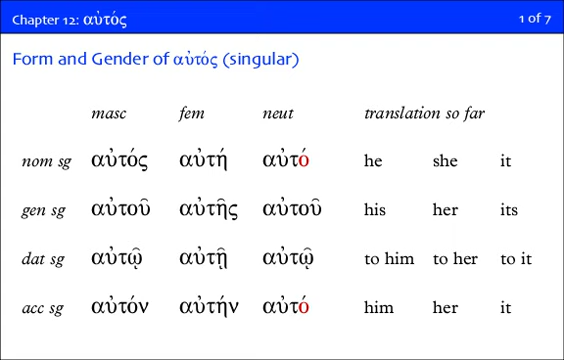 Chapter 12: αὐτός 1 of 7
Form and Gender of αὐτός (singular)
masc fem neut translation so far
nom sg αὐτός αὐτή αὐτό he she it
gen sg αὐτοῦ αὐτῆς αὐτοῦ his her its
dat sg αὐτῷ αὐτῇ αὐτῷ to him to her to it
acc sg αὐτόν αὐτήν αὐτό him her it